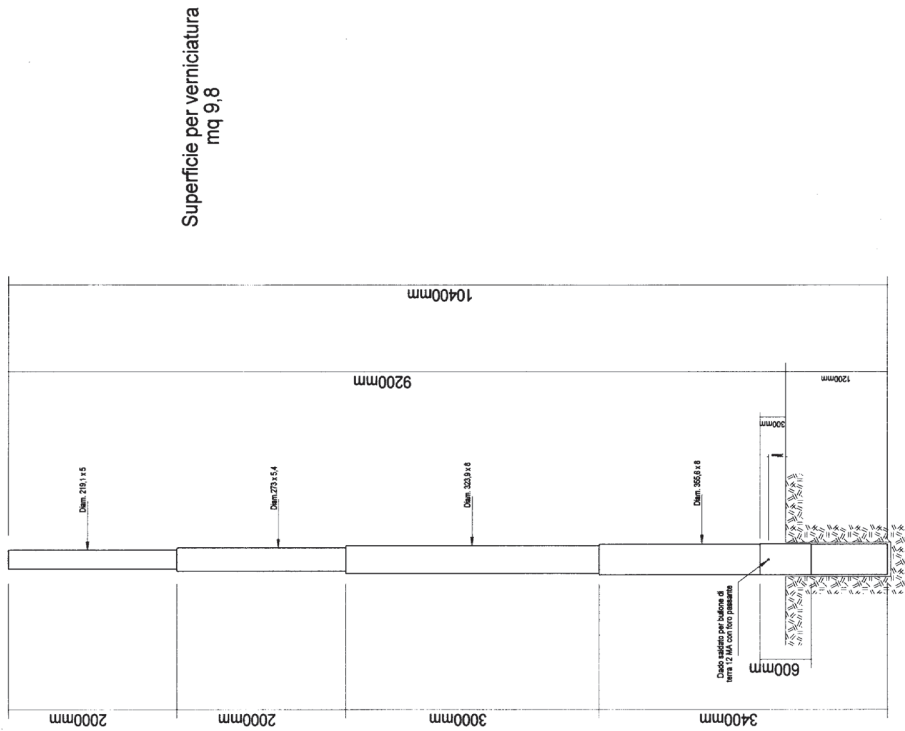 Superficie per verniciatura
mq 9,8
10400mm
9200mm
1200mm
300mm
Diam. 219,1 x 5
Diam.273 x 5,4
Diam. 323,9 x 6
Diam. 355,6 x 8
Dado saldato per bullone di
terra 12 MA con foro passante
600mm
2000mm
2000mm
3000mm
3400mm